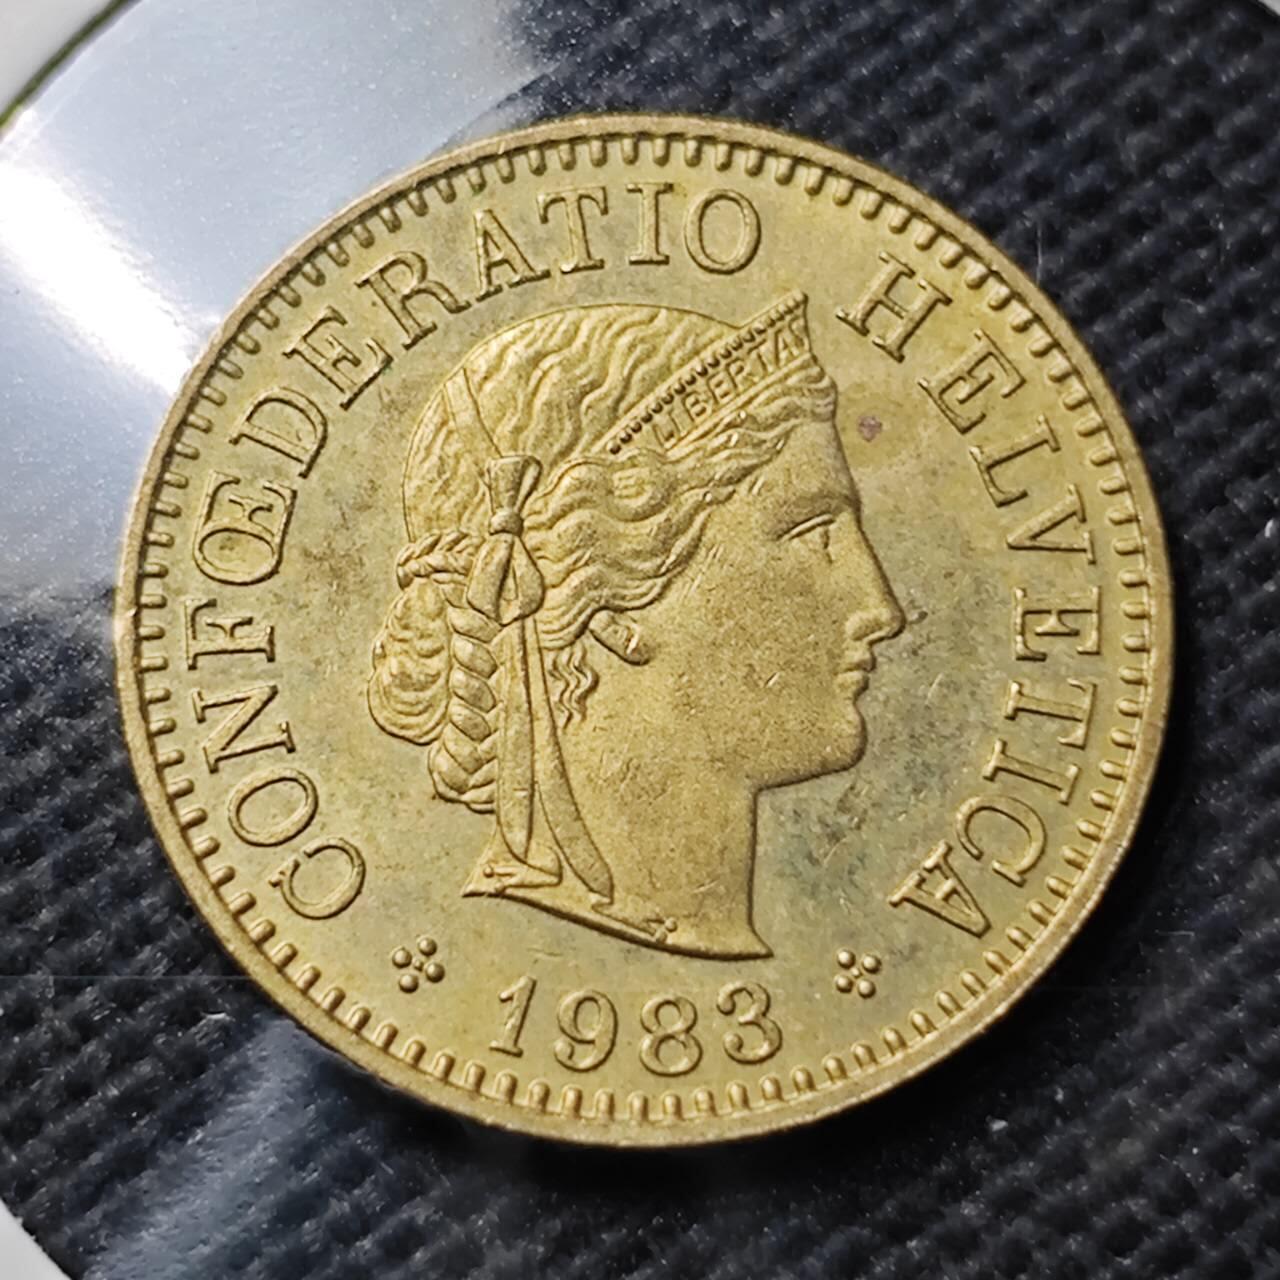 CONFŒDERATIO HELVETICA
LIBERTAS
1983